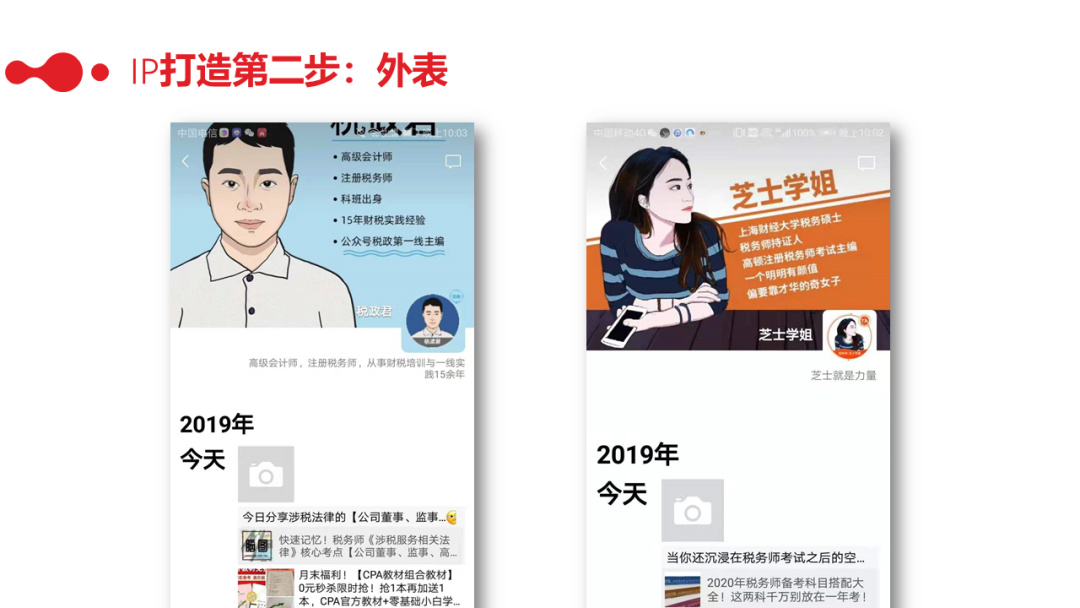 IP打造第二步：外表
中国电信
10:03
税政君
高级会计师
注册税务师
科班出身
15年财税实践经验
公众号税政第一线主编
税政君
高级会计师，注册税务师，从事财税培训与一线实
践15余年
2019年
今天
今日分享涉税法律的【公司董事、监事...
快速记忆！税务师《涉税服务相关法
律》核心考点【公司董事、监事、高...
月末福利！【CPA教材组合教材】
0元秒杀限时抢！抢1本再加送1
本，CPA官方教材+零基础小白学...
中国移动4G
100%
晚上10:02
芝士学姐
上海财经大学税务硕士
税务师持证人
高顿注册税务师考试主编
一个明明有颜值
偏要靠才华的奇女子
芝士学姐
芝士就是力量
2019年
今天
当你还沉浸在税务师考试之后的空...
2020年税务师备考科目搭配大
全！这两科千万别放在一年考！